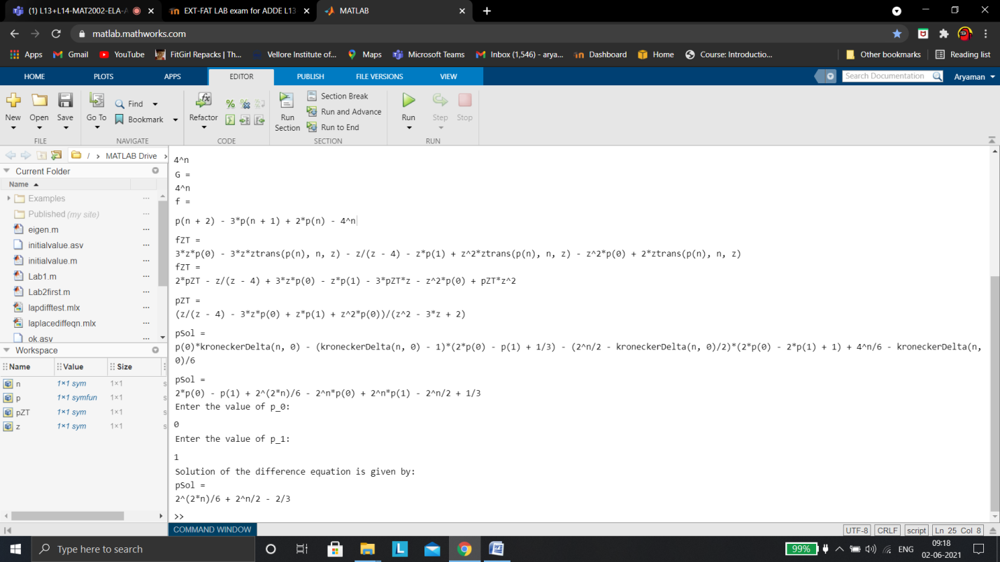 (1) L13+L14-MAT2002-ELA-A
EXT-FAT LAB exam for ADDE L13
MATLAB
matlab.mathworks.com
Apps
Gmail
YouTube
FitGirl Repacks | Th...
Vellore Institute of...
Maps
Microsoft Teams
Inbox (1,546) - arya...
Dashboard
Home
Course: Introductio...
Other bookmarks
Reading list
HOME PLOTS APPS EDITOR PUBLISH FILE VERSIONS VIEW
Search Documentation
Aryaman
New Open Save
Go To
Find
Bookmark
Refactor
Run Section
Section Break
Run and Advance
Run to End
Run Step Stop
FILE NAVIGATE CODE SECTION RUN
/ > MATLAB Drive >
Current Folder
Name
Examples
Published (my site)
eigen.m
initialvalue.asv
initialvalue.m
Lab1.m
Lab2first.m
lapdifftest.mlx
laplacediffeqn.mlx
ok.asv
Workspace
Name Value Size
n 1×1 sym 1×1 s
p 1×1 symfun 1×1 s
pZT 1×1 sym 1×1 s
z 1×1 sym 1×1 s
4^n
G =
4^n
f =
p(n + 2) - 3*p(n + 1) + 2*p(n) - 4^n
fZT =
3*z*p(0) - 3*z*ztrans(p(n), n, z) - z/(z - 4) - z*p(1) + z^2*ztrans(p(n), n, z) - z^2*p(0) + 2*ztrans(p(n), n, z)
fZT =
2*pZT - z/(z - 4) + 3*z*p(0) - z*p(1) - 3*pZT*z - z^2*p(0) + pZT*z^2
pZT =
(z/(z - 4) - 3*z*p(0) + z*p(1) + z^2*p(0))/(z^2 - 3*z + 2)
pSol =
p(0)*kroneckerDelta(n, 0) - (kroneckerDelta(n, 0) - 1)*(2*p(0) - p(1) + 1/3) - (2^n/2 - kroneckerDelta(n, 0)/2)*(2*p(0) - 2*p(1) + 1) + 4^n/6 - kroneckerDelta(n,
0)/6
pSol =
2*p(0) - p(1) + 2^(2*n)/6 - 2^n*p(0) + 2^n*p(1) - 2^n/2 + 1/3
Enter the value of p_0:
0
Enter the value of p_1:
1
Solution of the difference equation is given by:
pSol =
2^(2*n)/6 + 2^n/2 - 2/3
>>
COMMAND WINDOW
UTF-8 CRLF script Ln 25 Col 8
Type here to search
99%
ENG
09:18
02-06-2021